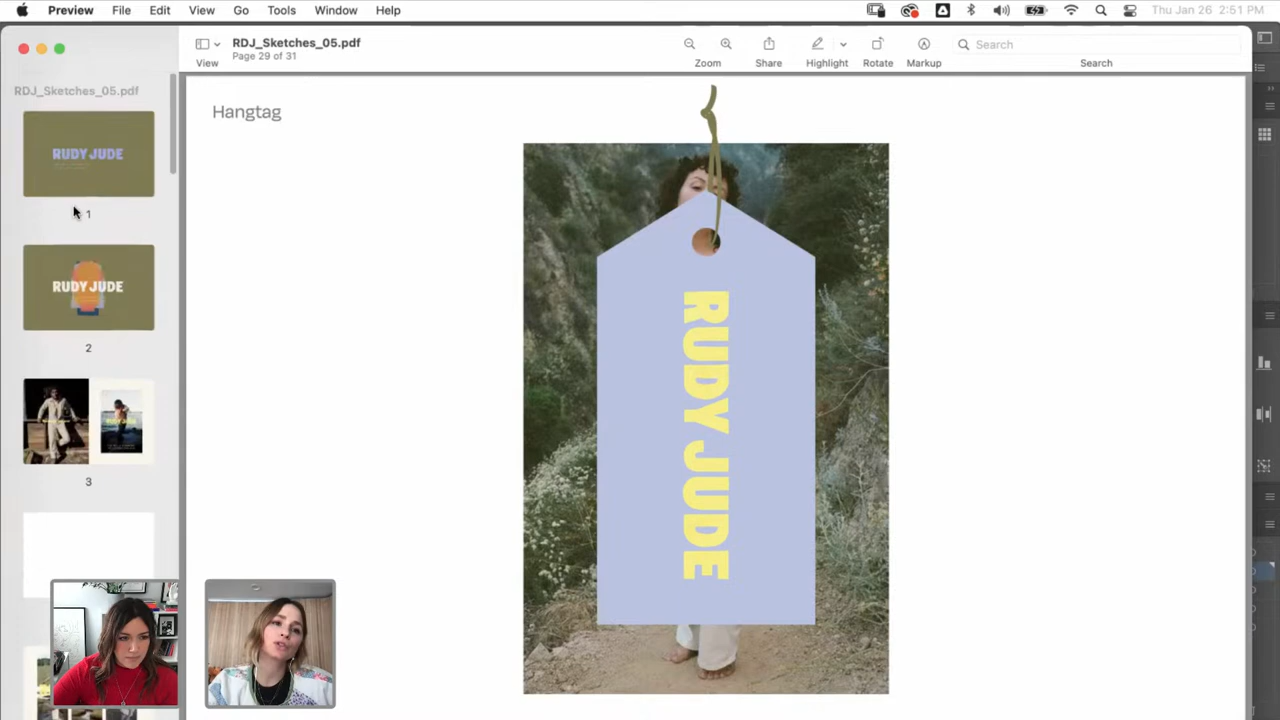 Preview File Edit View Go Tools Window Help Thu Jan 26 2:51 PM
RDJ_Sketches_05.pdf
Page 29 of 31
View
Zoom
Share
Highlight
Rotate
Markup
Search
Search
RDJ_Sketches_05.pdf
RUDY JUDE
1
RUDY JUDE
2
3
Hangtag
RUDY JUDE